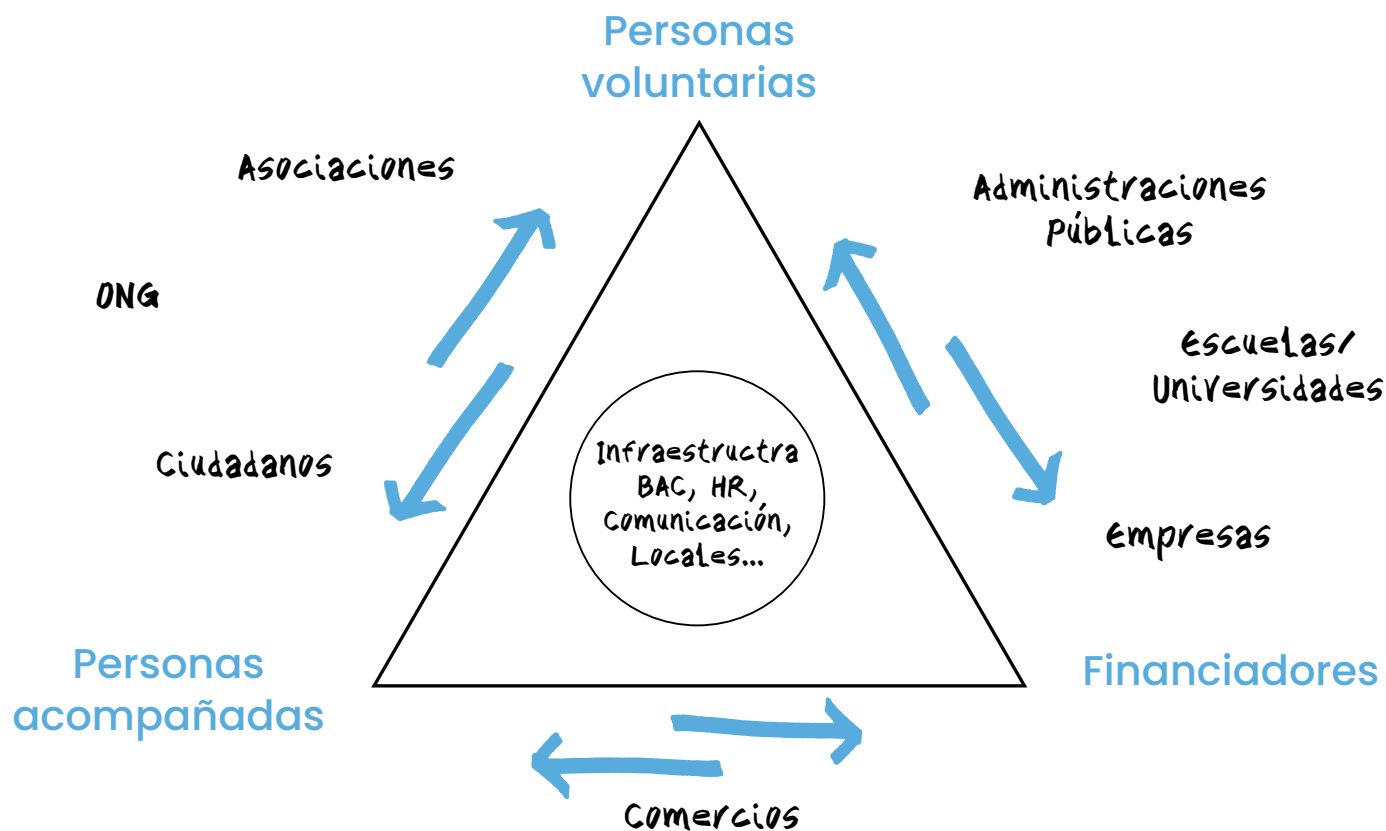 Personas
voluntarias
Asociaciones
Administraciones
Públicas
ONG
Escuelas/
Universidades
Ciudadanos
Infraestructra
BAC, HR,
Comunicación,
Locales...
Empresas
Personas
acompañadas
Financiadores
Comercios